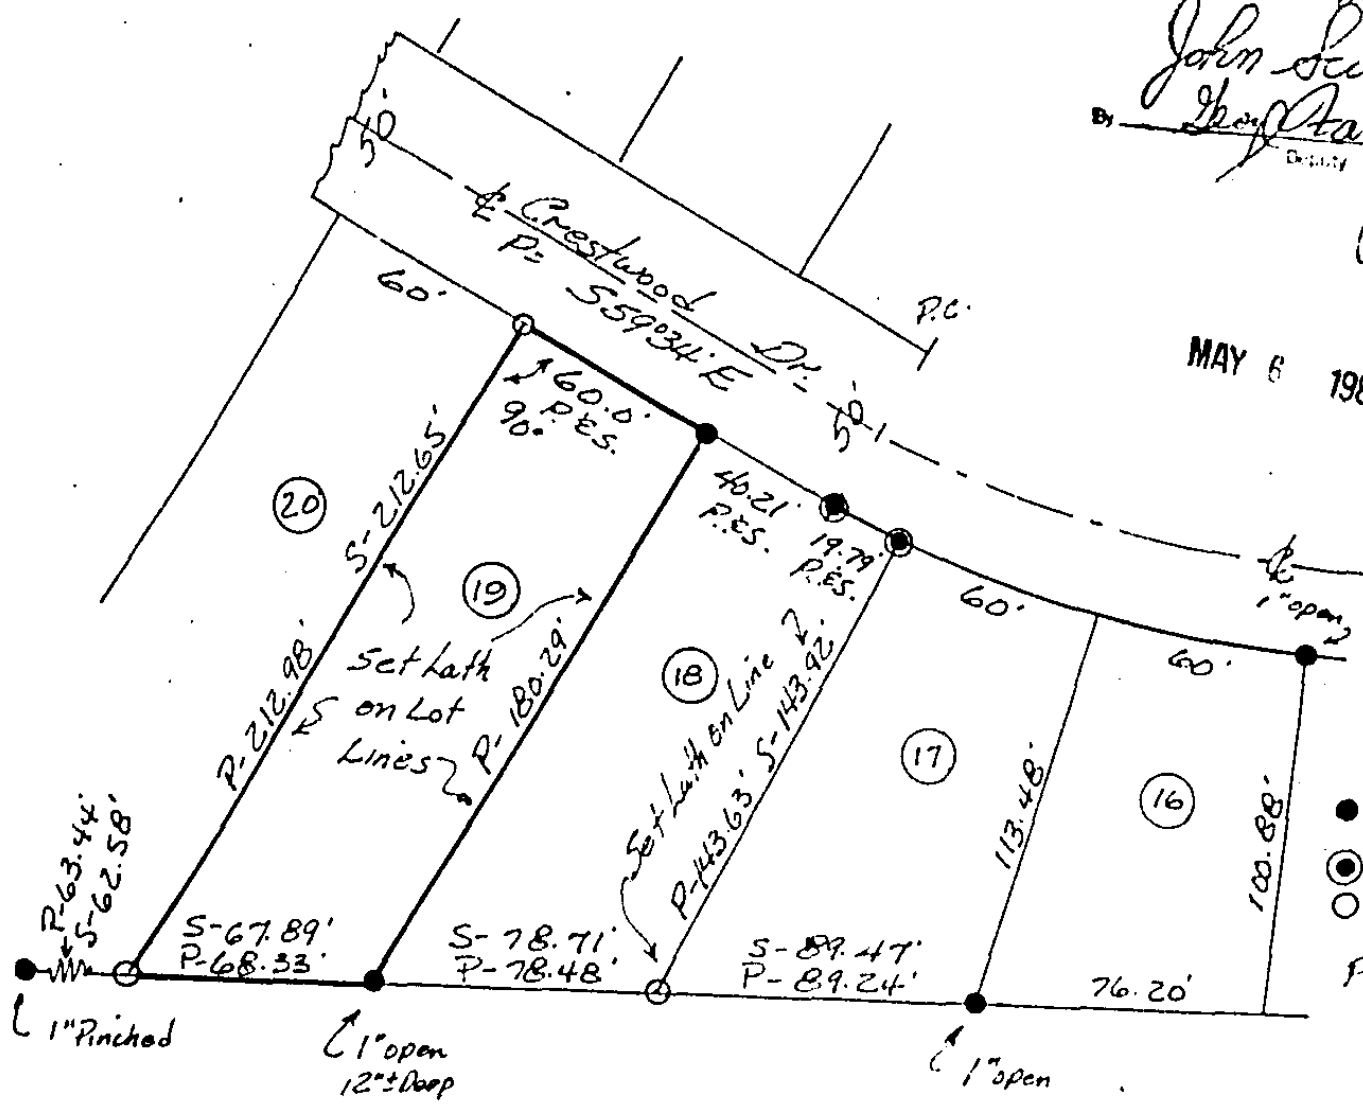 John
By
Deputy
MAY 6 198
50'
℄ Crestwood Dr.
P= S59°34'E
P.C.
50'
60'
60.0'
P.&S.
90°
40.21'
P.&S.
19.79'
P.&S.
60'
60'
℄
1" open
20
19
18
17
16
S-212.65'
P-212.98'
Set Lath
on Lot
Lines
P-180.29'
Set Lath on Line
P-143.63' S-143.92'
113.48'
100.88'
P-63.44'
S-62.58'
S-67.89'
P-68.33'
S-78.71'
P-78.48'
S-89.47'
P-89.24'
76.20'
1" Pinched
1" open
12"± Deep
1" open